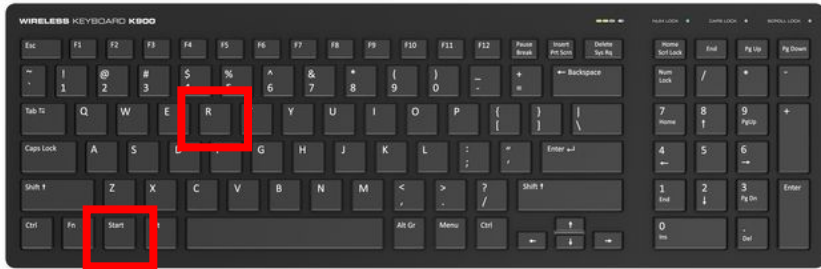 WIRELESS KEYBOARD K900 NUM LOCK CAPS LOCK SCROLL LOCK
Esc F1 F2 F3 F4 F5 F6 F7 F8 F9 F10 F11 F12 Pause Break Insert Prt Scrn Delete Sys Rq Home Scrl Lock End Pg Up Pg Down
~ ` ! 1 @ 2 # 3 $ % ^ 6 & 7 * 8 ( 9 ) 0 _ - + = ← Backspace Num Lock / * -
Tab Q W E R Y U I O P { [ } ] | \ 7 Home 8 ↑ 9 PgUp +
Caps Lock A S G H J K L : ; " ' Enter 4 ← 5 6 →
Shift ⬆ Z X C V B N M < , > . ? / Shift ⬆ 1 End 2 ↓ 3 Pg Dn Enter
Ctrl Fn Start Alt Gr Menu Ctrl ← ↑ ↓ → 0 Ins . Del